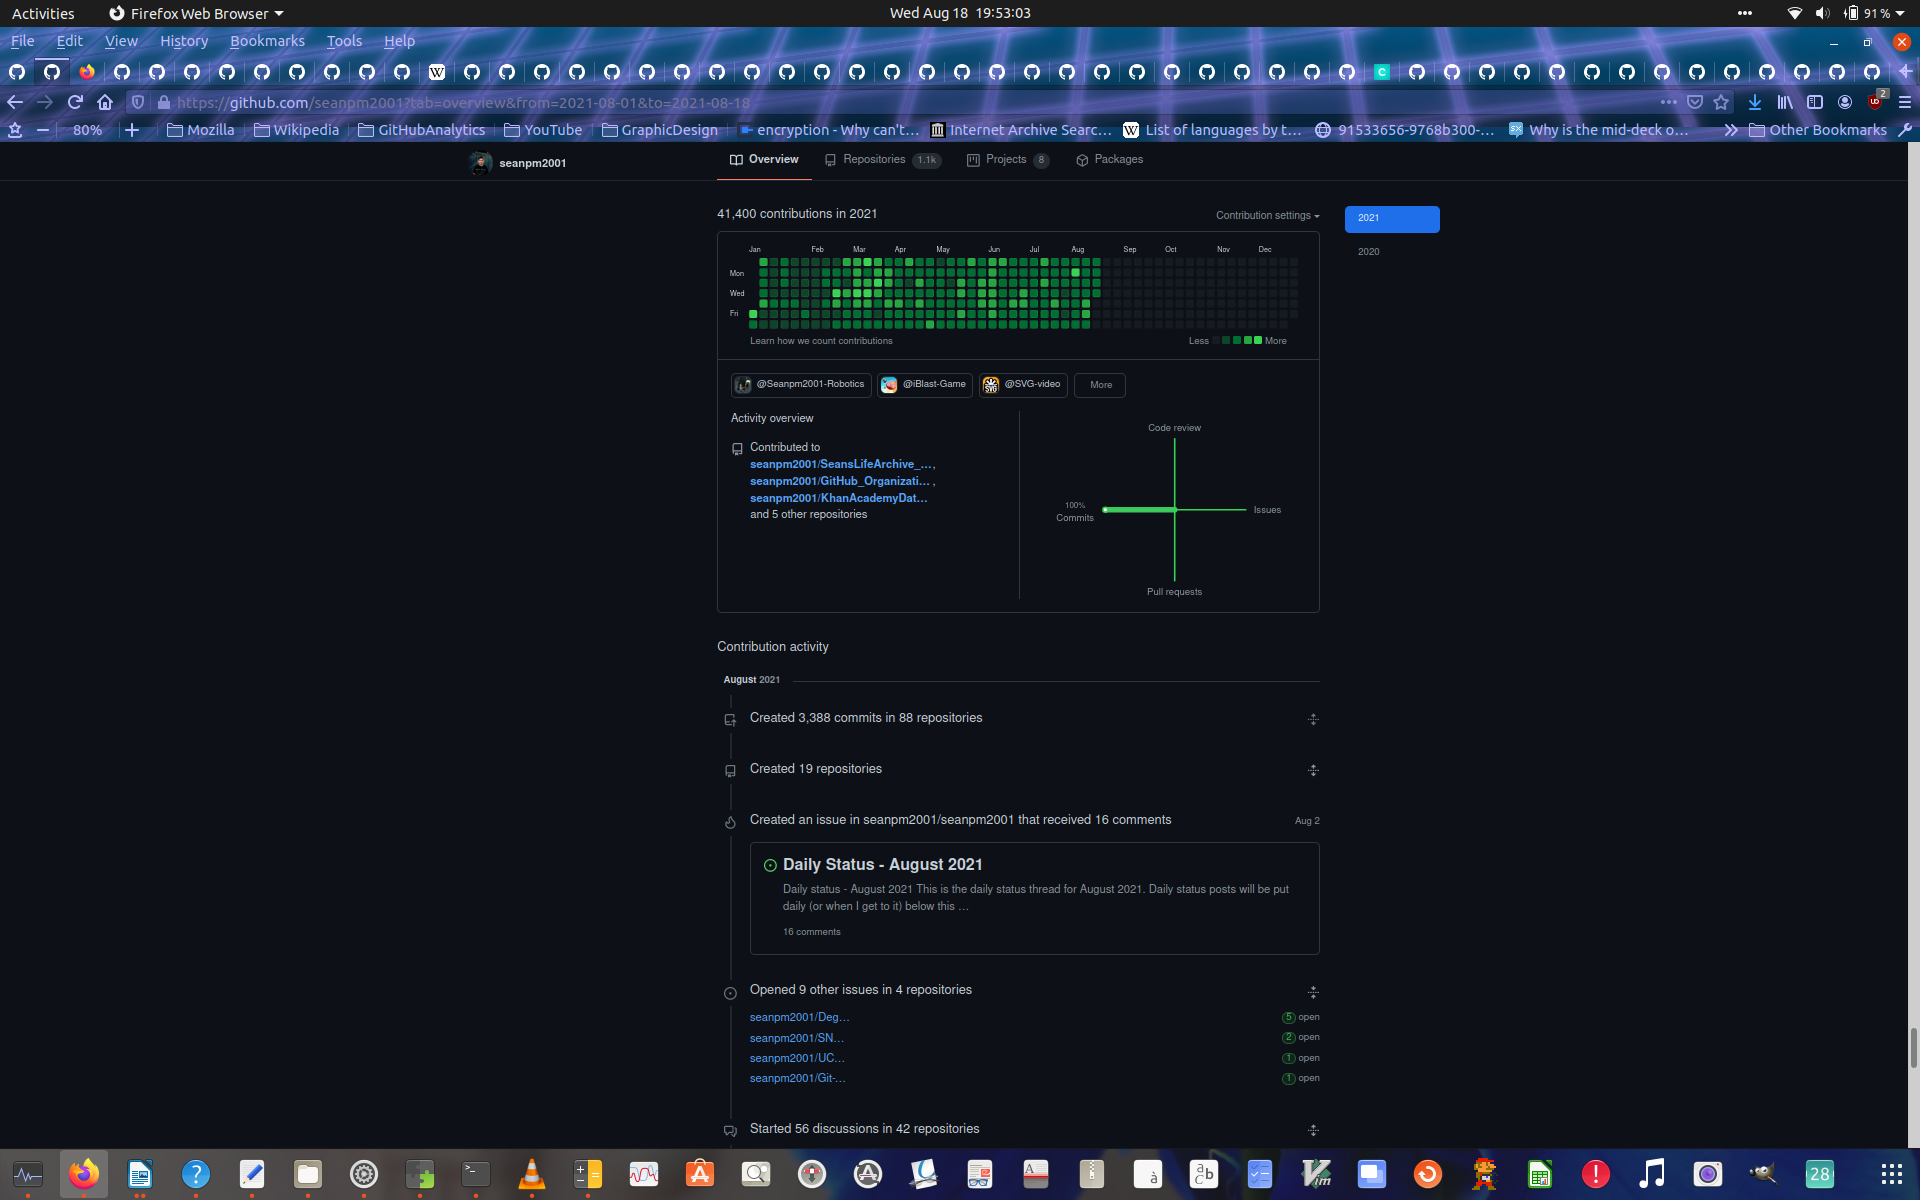 Activities Firefox Web Browser Wed Aug 18 19:53:03 91 %
File Edit View History Bookmarks Tools Help
https://github.com/seanpm2001?tab=overview&from=2021-08-01&to=2021-08-18 2
80% Mozilla Wikipedia GitHubAnalytics YouTube GraphicDesign encryption - Why can't… Internet Archive Searc… List of languages by t… 91533656-9768b300-… Why is the mid-deck o… Other Bookmarks
seanpm2001 Overview Repositories 1.1k Projects 8 Packages
41,400 contributions in 2021 Contribution settings 2021
2020
Jan Feb Mar Apr May Jun Jul Aug Sep Oct Nov Dec
Mon
Wed
Fri
Learn how we count contributions Less More
@Seanpm2001-Robotics @iBlast-Game @SVG-video More
Activity overview
Contributed to
seanpm2001/SeansLifeArchive_…,
seanpm2001/GitHub_Organizati… ,
seanpm2001/KhanAcademyDat…
and 5 other repositories
Code review
100%
Commits
Issues
Pull requests
Contribution activity
August 2021
Created 3,388 commits in 88 repositories
Created 19 repositories
Created an issue in seanpm2001/seanpm2001 that received 16 comments Aug 2
Daily Status - August 2021
Daily status - August 2021 This is the daily status thread for August 2021. Daily status posts will be put
daily (or when I get to it) below this …
16 comments
Opened 9 other issues in 4 repositories
seanpm2001/Deg… 5 open
seanpm2001/SN… 2 open
seanpm2001/UC… 1 open
seanpm2001/Git-… 1 open
Started 56 discussions in 42 repositories
28